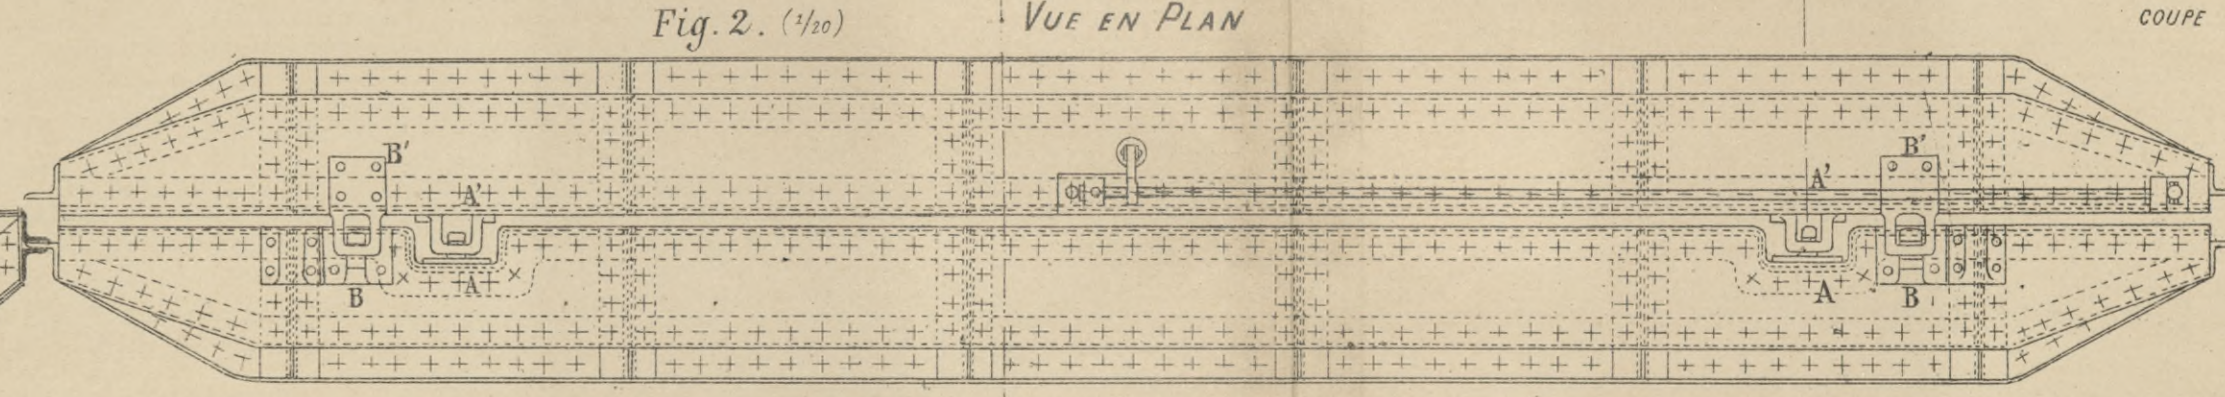 Fig. 2. (1/20) VUE EN PLAN
COUPE
B' A' A' B'
B A A B